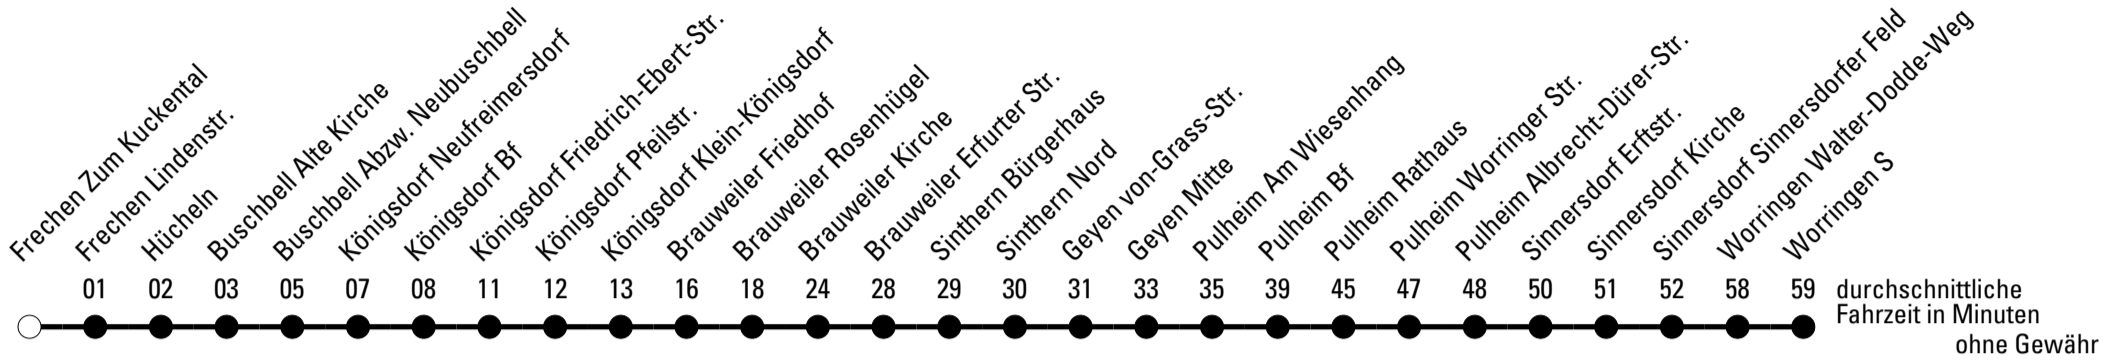 Frechen Zum Kuckental
Frechen Lindenstr.
Hücheln
Buschbell Alte Kirche
Buschbell Abzw. Neubuschbell
Königsdorf Neufreimersdorf
Königsdorf Bf
Königsdorf Friedrich-Ebert-Str.
Königsdorf Pfeilstr.
Königsdorf Klein-Königsdorf
Brauweiler Friedhof
Brauweiler Rosenhügel
Brauweiler Kirche
Brauweiler Erfurter Str.
Sinthern Bürgerhaus
Sinthern Nord
Geyen von-Grass-Str.
Geyen Mitte
Pulheim Am Wiesenhang
Pulheim Bf
Pulheim Rathaus
Pulheim Worringer Str.
Pulheim Albrecht-Dürer-Str.
Sinnersdorf Erftstr.
Sinnersdorf Kirche
Sinnersdorf Sinnersdorfer Feld
Worringen Walter-Dodde-Weg
Worringen S
01 02 03 05 07 08 11 12 13 16 18 24 28 29 30 31 33 35 39 45 47 48 50 51 52 58 59
durchschnittliche
Fahrzeit in Minuten
ohne Gewähr